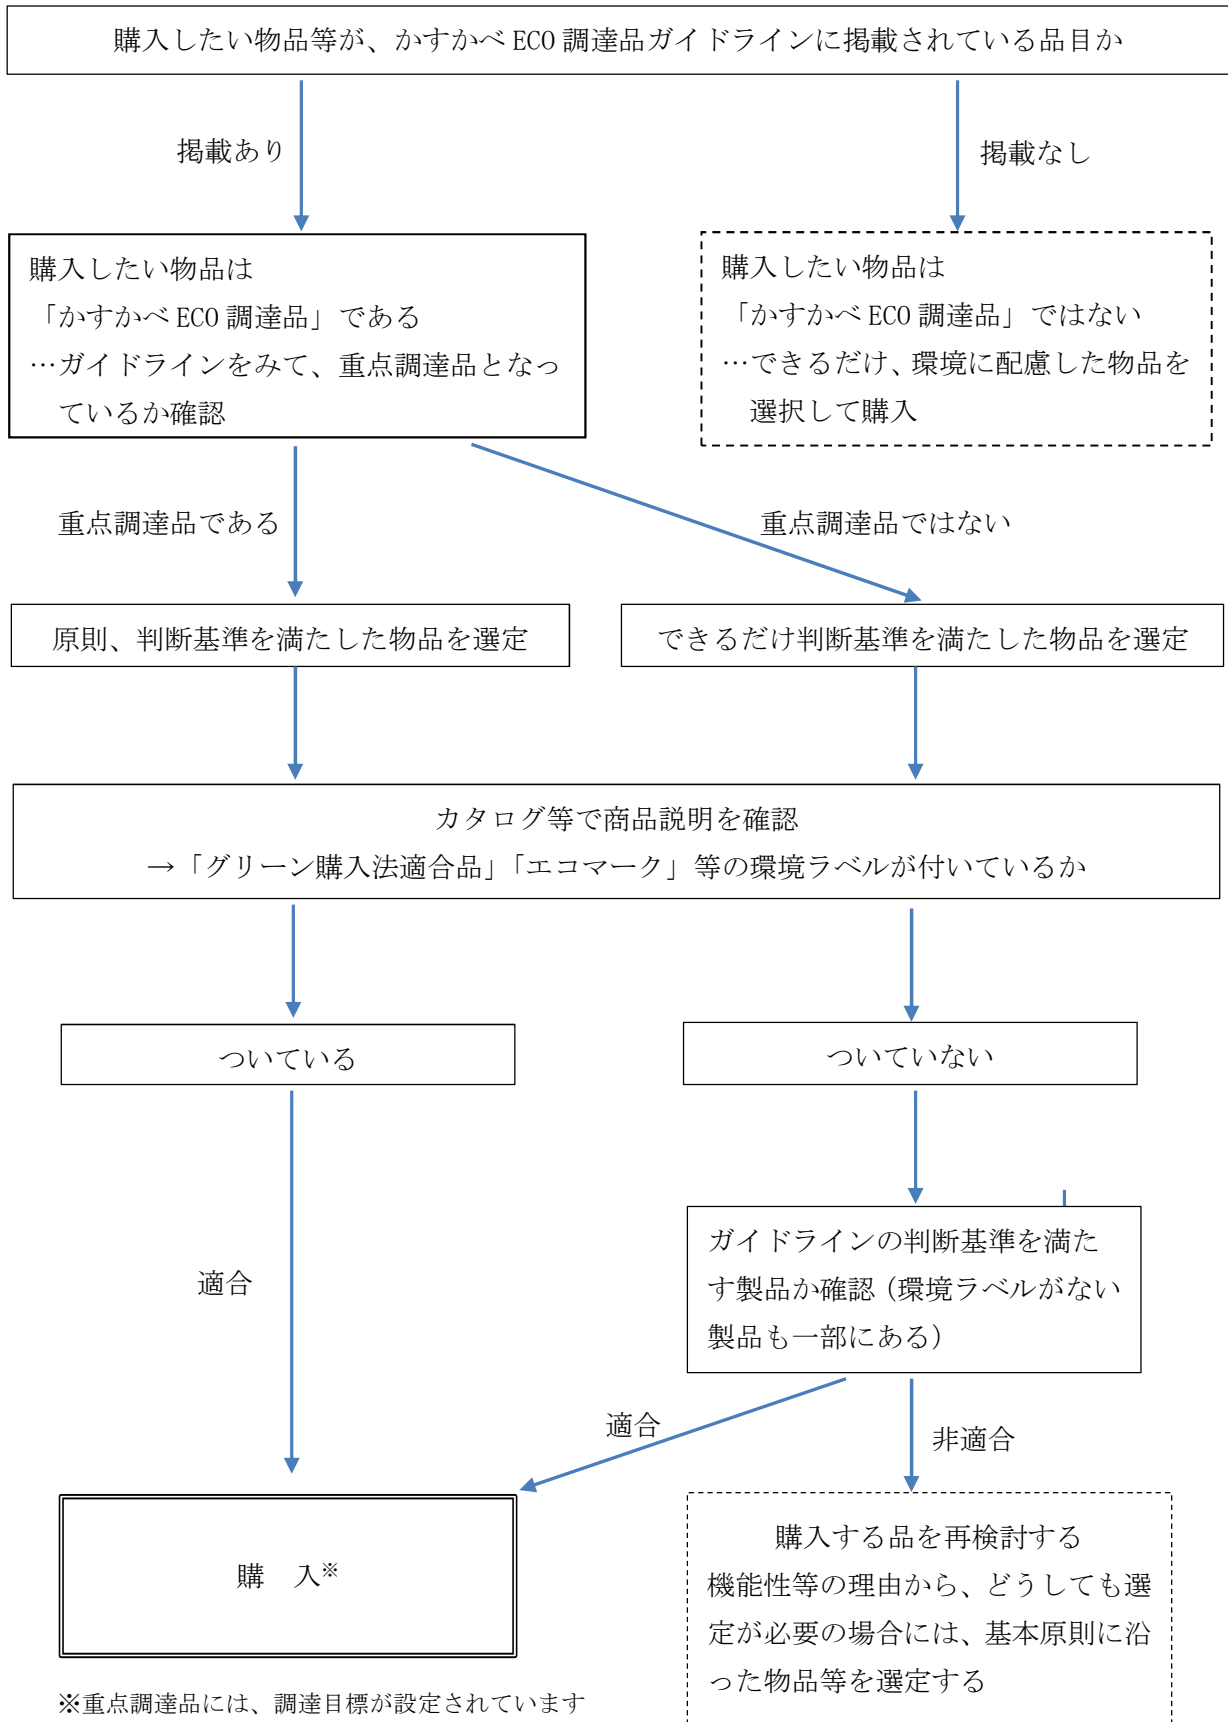 購入したい物品等が、かすかべ ECO 調達品ガイドラインに掲載されている品目か
掲載あり
掲載なし
購入したい物品は
「かすかべ ECO 調達品」である
…ガイドラインをみて、重点調達品となっ
ているか確認
購入したい物品は
「かすかべ ECO 調達品」ではない
…できるだけ、環境に配慮した物品を
選択して購入
重点調達品である
重点調達品ではない
原則、判断基準を満たした物品を選定
できるだけ判断基準を満たした物品を選定
カタログ等で商品説明を確認
→「グリーン購入法適合品」「エコマーク」等の環境ラベルが付いているか
ついている
ついていない
適合
ガイドラインの判断基準を満た
す製品か確認（環境ラベルがない
製品も一部にある）
適合
非適合
購　入※
購入する品を再検討する
機能性等の理由から、どうしても選
定が必要の場合には、基本原則に沿
った物品等を選定する
※重点調達品には、調達目標が設定されています